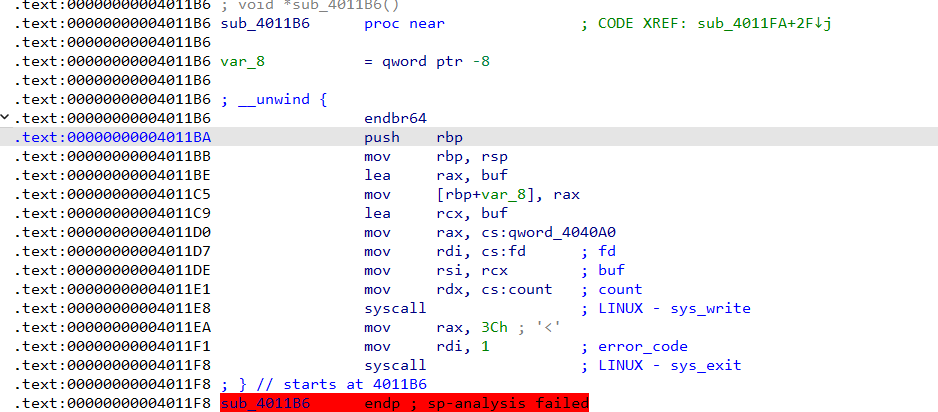 .text:00000000004011B6 ; void *sub_4011B6()
.text:00000000004011B6 sub_4011B6 proc near ; CODE XREF: sub_4011FA+2F↓j
.text:00000000004011B6
.text:00000000004011B6 var_8 = qword ptr -8
.text:00000000004011B6
.text:00000000004011B6 ; __unwind {
.text:00000000004011B6 endbr64
.text:00000000004011BA push rbp
.text:00000000004011BB mov rbp, rsp
.text:00000000004011BE lea rax, buf
.text:00000000004011C5 mov [rbp+var_8], rax
.text:00000000004011C9 lea rcx, buf
.text:00000000004011D0 mov rax, cs:qword_4040A0
.text:00000000004011D7 mov rdi, cs:fd ; fd
.text:00000000004011DE mov rsi, rcx ; buf
.text:00000000004011E1 mov rdx, cs:count ; count
.text:00000000004011E8 syscall ; LINUX - sys_write
.text:00000000004011EA mov rax, 3Ch ; '<'
.text:00000000004011F1 mov rdi, 1 ; error_code
.text:00000000004011F8 syscall ; LINUX - sys_exit
.text:00000000004011F8 ; } // starts at 4011B6
.text:00000000004011F8 sub_4011B6 endp ; sp-analysis failed